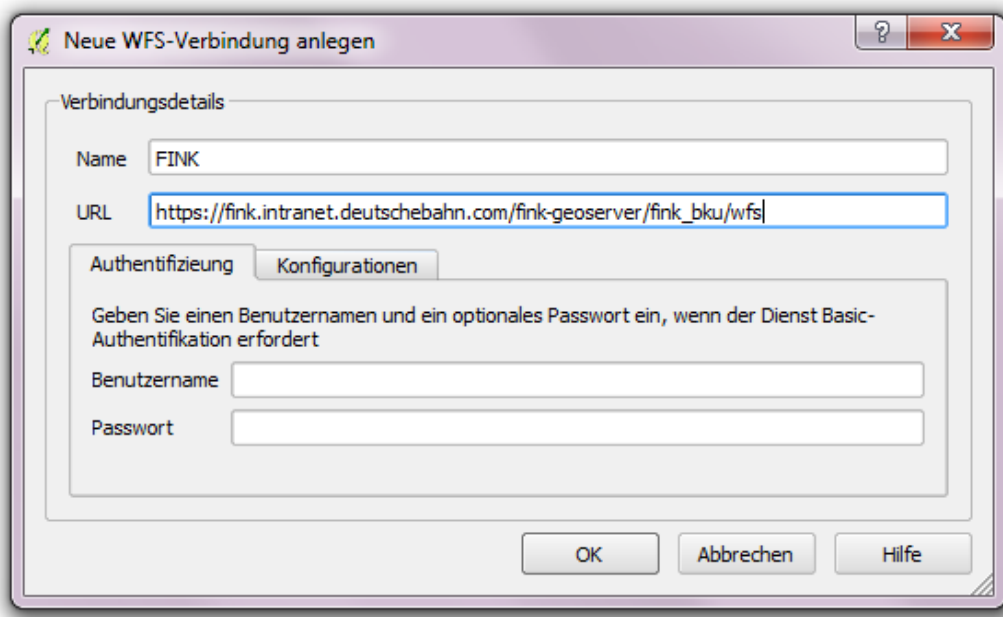 Neue WFS-Verbindung anlegen
Verbindungsdetails
Name FINK
URL https://fink.intranet.deutschebahn.com/fink-geoserver/fink_bku/wfs
Authentifizieung Konfigurationen
Geben Sie einen Benutzernamen und ein optionales Passwort ein, wenn der Dienst Basic-
Authentifikation erfordert
Benutzername
Passwort
OK Abbrechen Hilfe